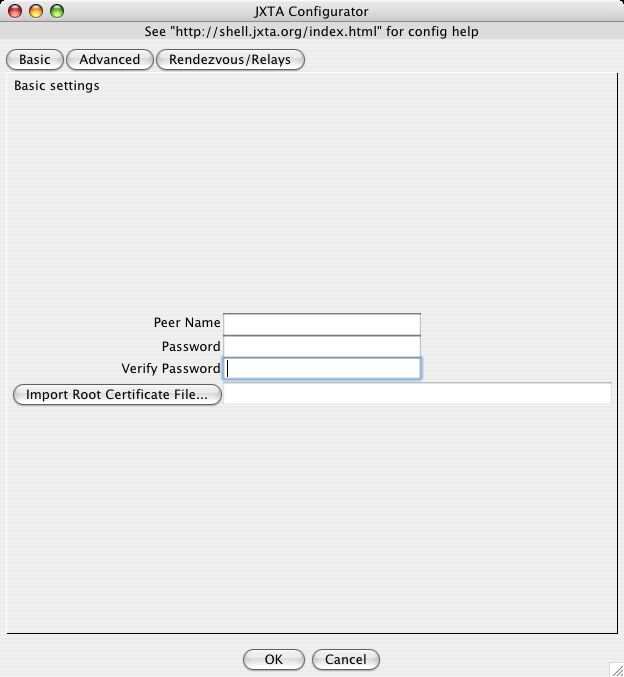 JXTA Configurator
See "http://shell.jxta.org/index.html" for config help
Basic Advanced Rendezvous/Relays
Basic settings
Peer Name
Password
Verify Password
Import Root Certificate File...
OK Cancel